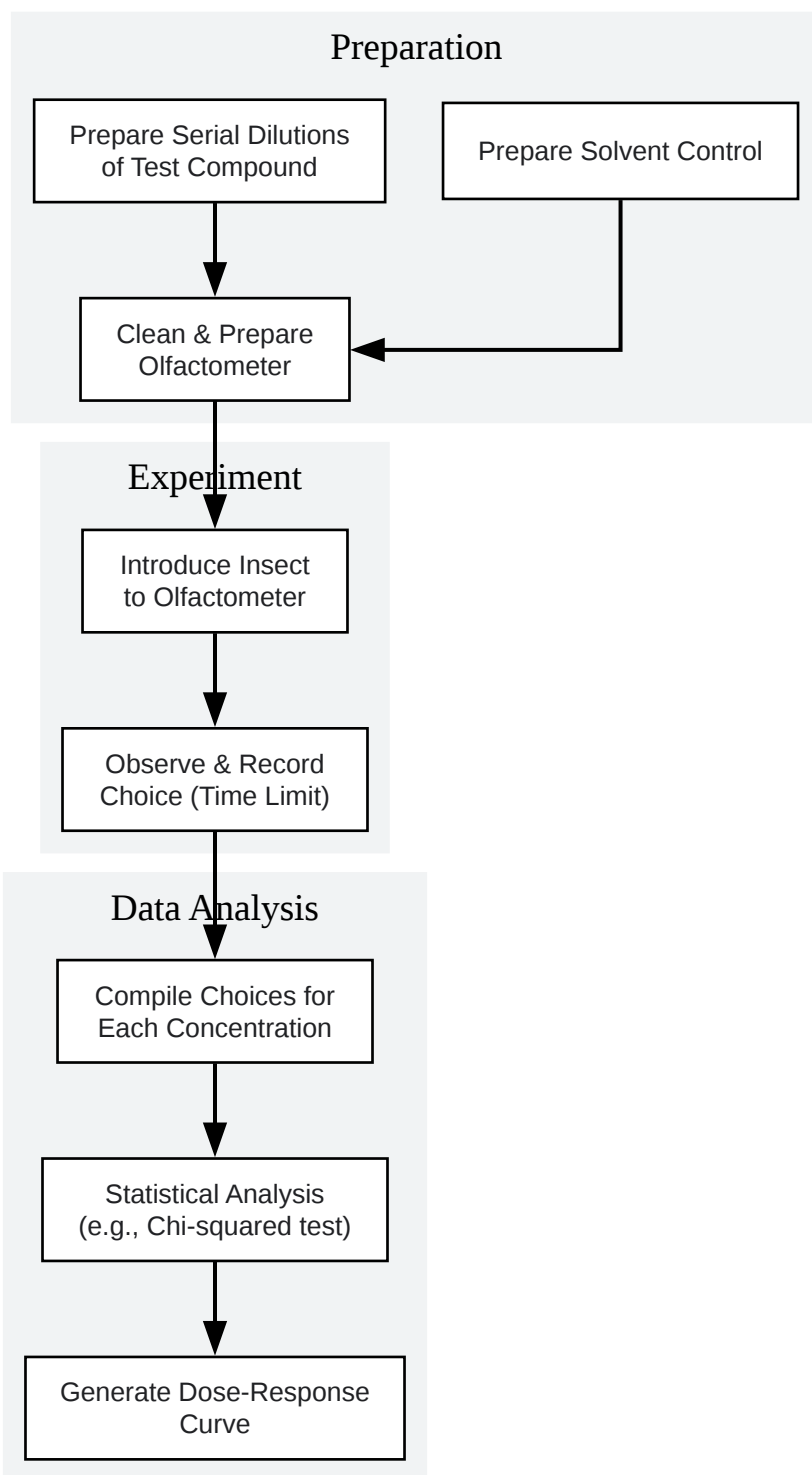 Preparation
Prepare Serial Dilutions
of Test Compound
Prepare Solvent Control
Clean & Prepare
Olfactometer
Experiment
Introduce Insect
to Olfactometer
Observe & Record
Choice (Time Limit)
Data Analysis
Compile Choices for
Each Concentration
Statistical Analysis
(e.g., Chi-squared test)
Generate Dose-Response
Curve